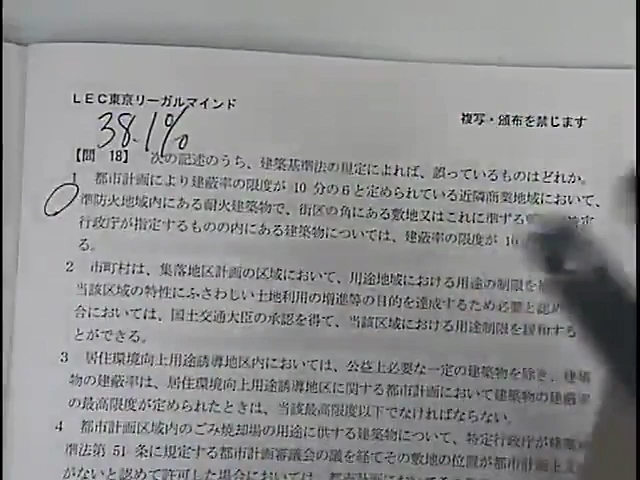 LEC東京リーガルマインド
複写・頒布を禁じます
38.1%
【問 18】 次の記述のうち、建築基準法の規定によれば、誤っているものはどれか。
1 都市計画により建蔽率の限度が 10 分の6と定められている近隣商業地域において、
準防火地域内にある耐火建築物で、街区の角にある敷地又はこれに準ずる
行政庁が指定するものの内にある建築物については、建蔽率の限度が 10
る。
2 市町村は、集落地区計画の区域において、用途地域における用途の制限を
当該区域の特性にふさわしい土地利用の増進等の目的を達成するため必要と認め
合においては、国土交通大臣の承認を得て、当該区域における用途制限を緩和する
とができる。
3 居住環境向上用途誘導地区内においては、公益上必要な一定の建築物を除き、建築
物の建蔽率は、居住環境向上用途誘導地区に関する都市計画において建築物の建蔽率
の最高限度が定められたときは、当該最高限度以下でなければならない。
4 都市計画区域内のごみ焼却場の用途に供する建築物について、特定行政庁が建築
準法第 51 条に規定する都市計画審議会の議を経てその敷地の位置が都市計画上
がないと認めて許可した場合においては、都市計画において